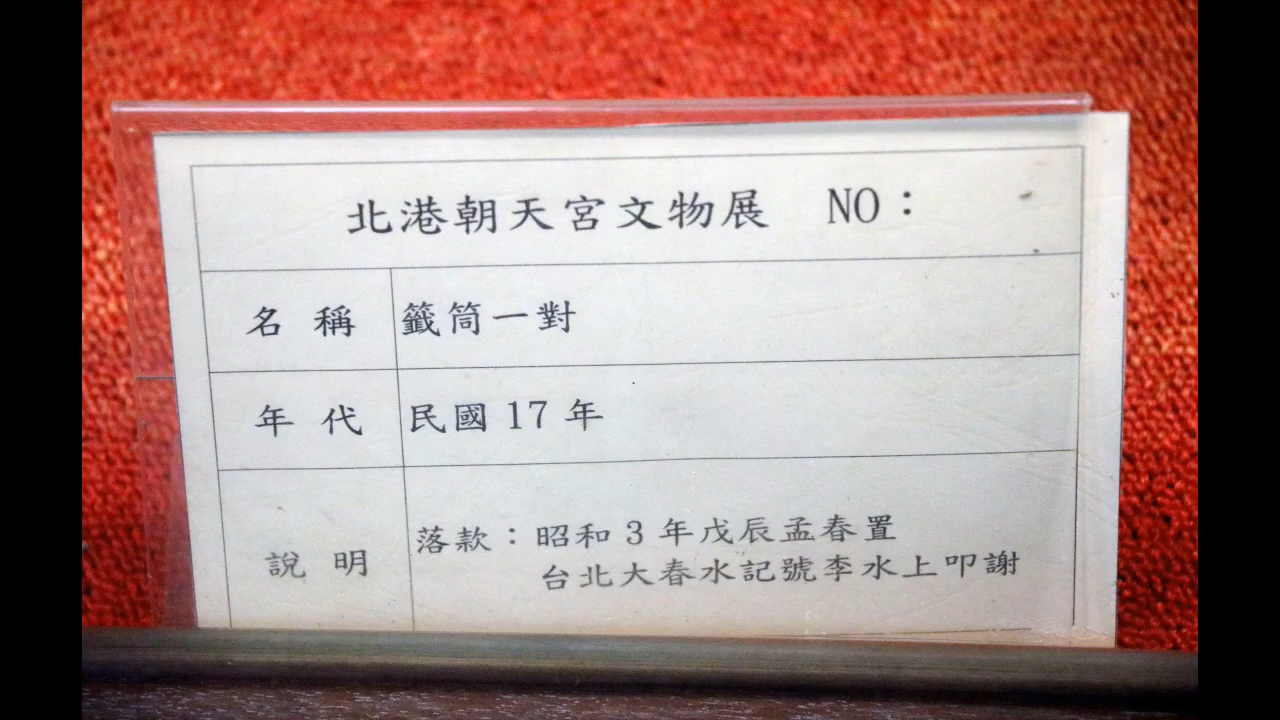 北港朝天宮文物展 NO：
名稱 籤筒一對
年代 民國 17 年
說明 落款：昭和 3 年戊辰孟春置
台北大春水記號李水上叩謝